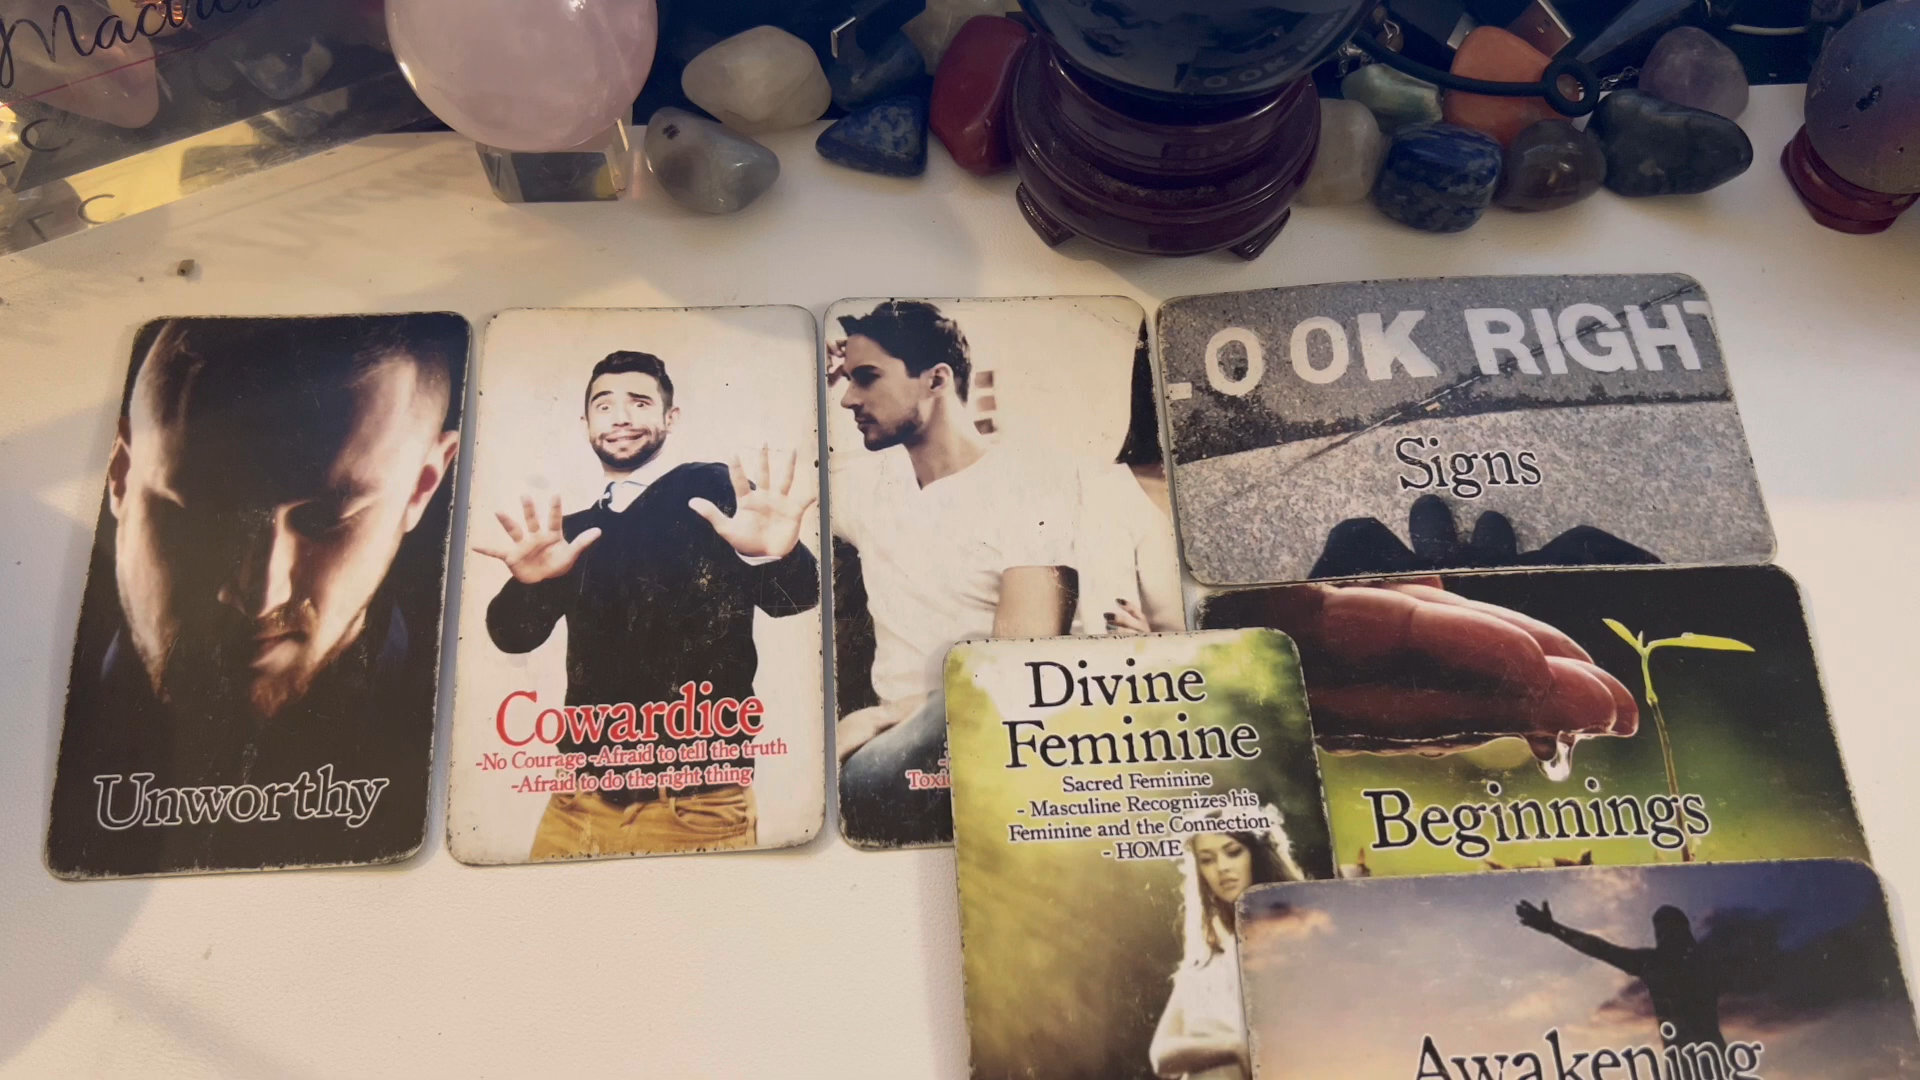 Unworthy
Cowardice
-No Courage -Afraid to tell the truth
-Afraid to do the right thing
LOOK RIGHT
Signs
Divine
Feminine
Sacred Feminine
- Masculine Recognizes his
Feminine and the Connection-
- HOME
Beginnings
Awakening